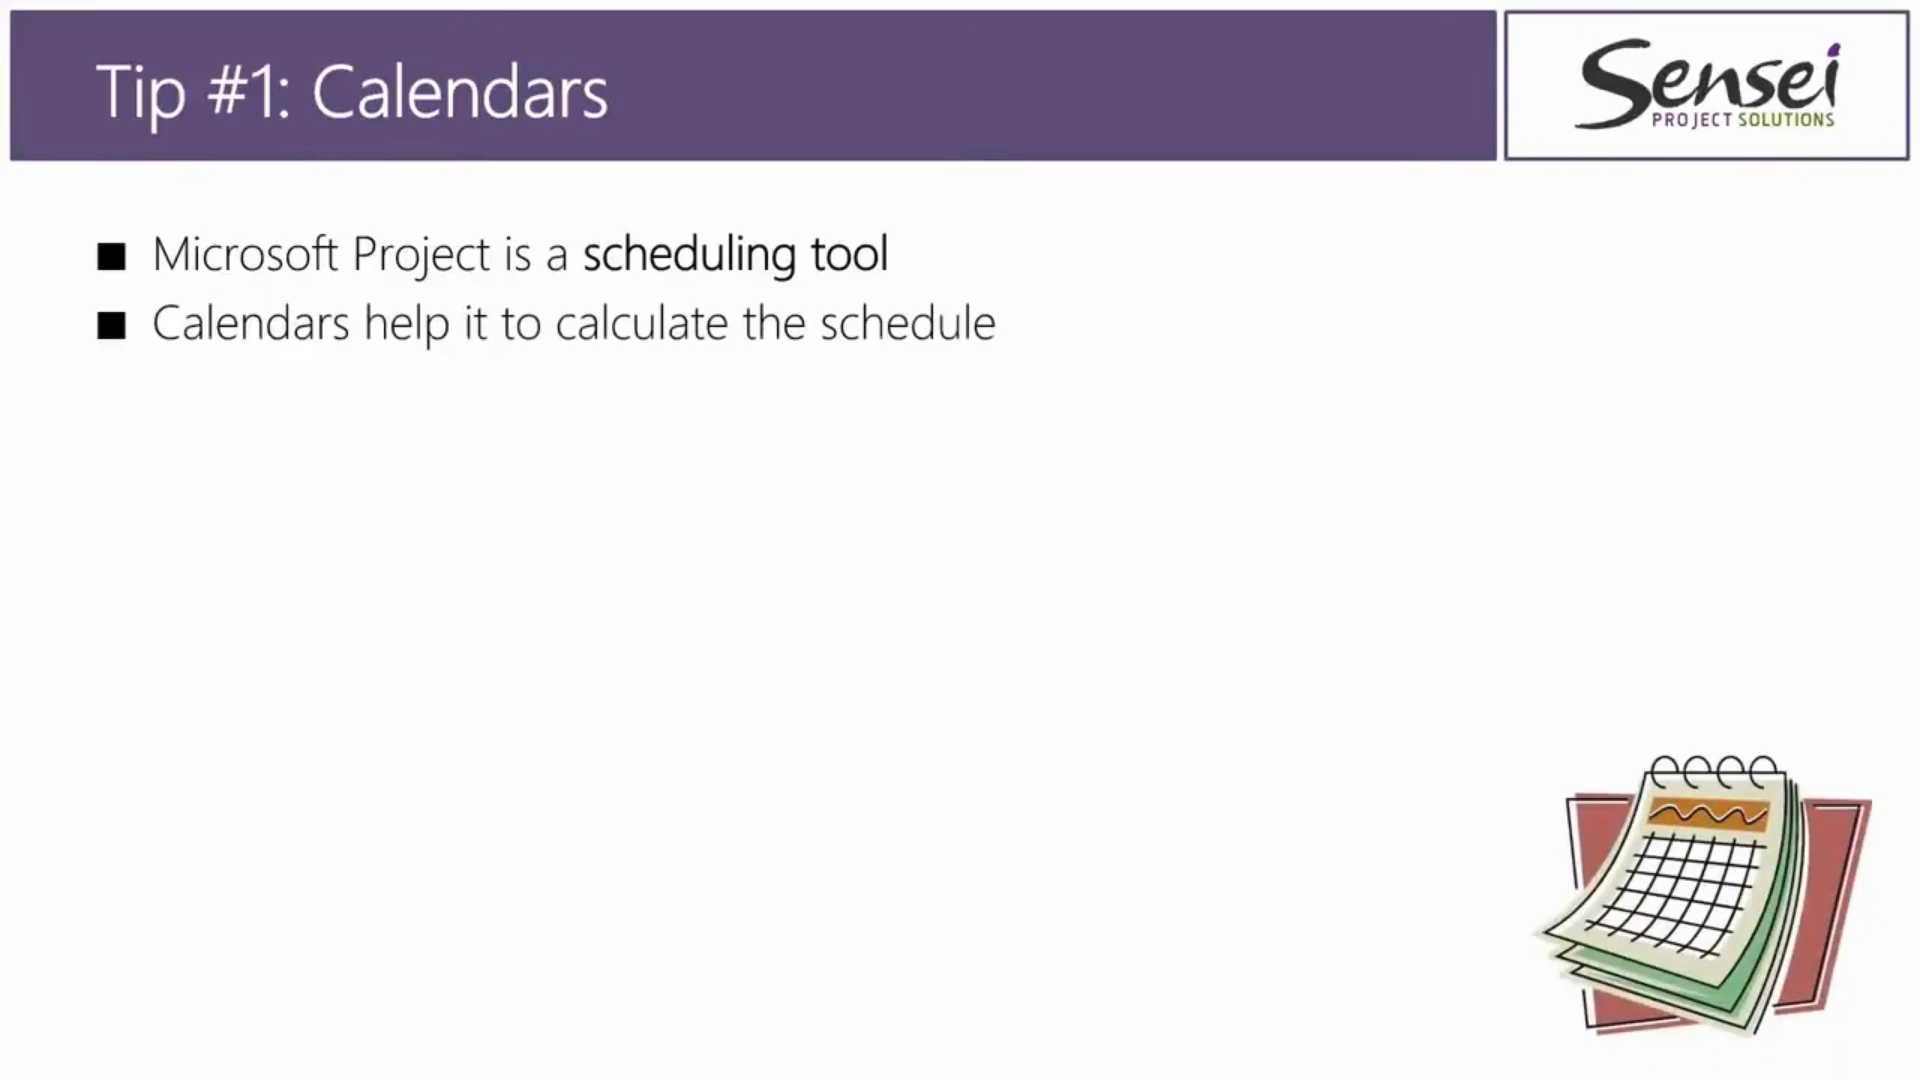 Tip #1: Calendars
Sensei
PROJECT SOLUTIONS
Microsoft Project is a scheduling tool
Calendars help it to calculate the schedule